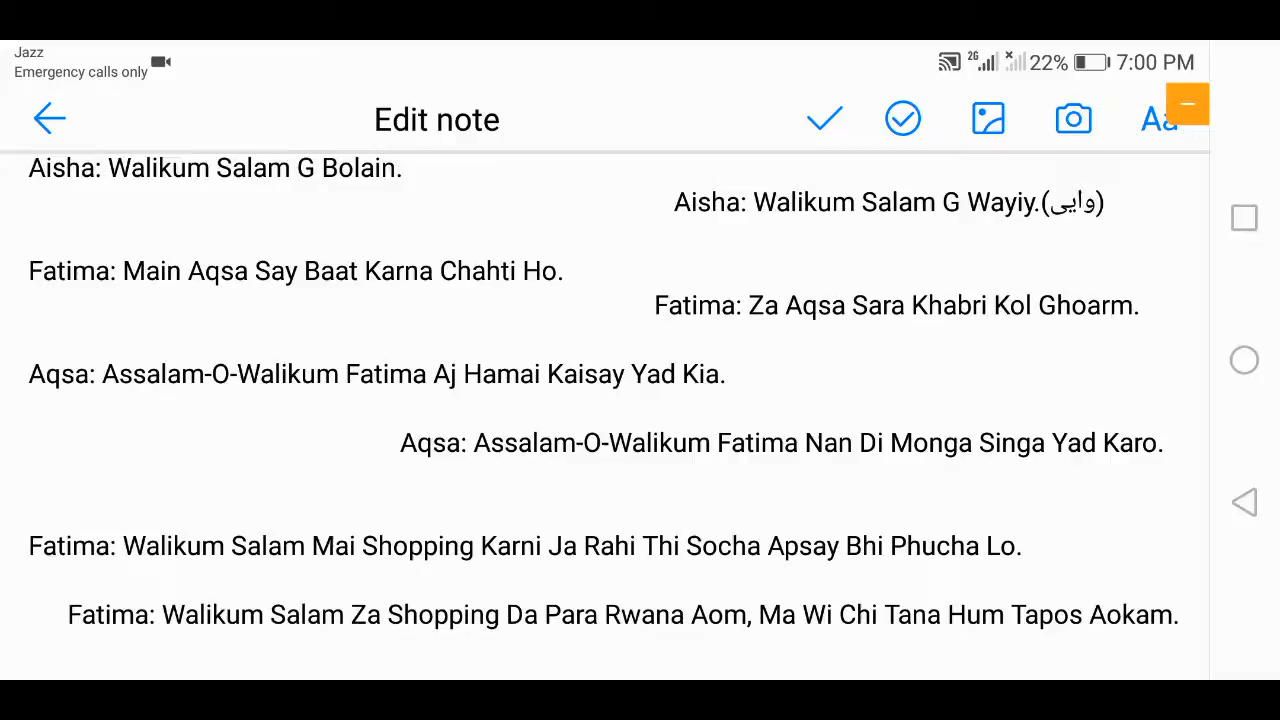 Jazz
Emergency calls only
2G 22% 7:00 PM
Edit note
Aa
Aisha: Walikum Salam G Bolain.
Aisha: Walikum Salam G Wayiy.(وایی)
Fatima: Main Aqsa Say Baat Karna Chahti Ho.
Fatima: Za Aqsa Sara Khabri Kol Ghoarm.
Aqsa: Assalam-O-Walikum Fatima Aj Hamai Kaisay Yad Kia.
Aqsa: Assalam-O-Walikum Fatima Nan Di Monga Singa Yad Karo.
Fatima: Walikum Salam Mai Shopping Karni Ja Rahi Thi Socha Apsay Bhi Phucha Lo.
Fatima: Walikum Salam Za Shopping Da Para Rwana Aom, Ma Wi Chi Tana Hum Tapos Aokam.